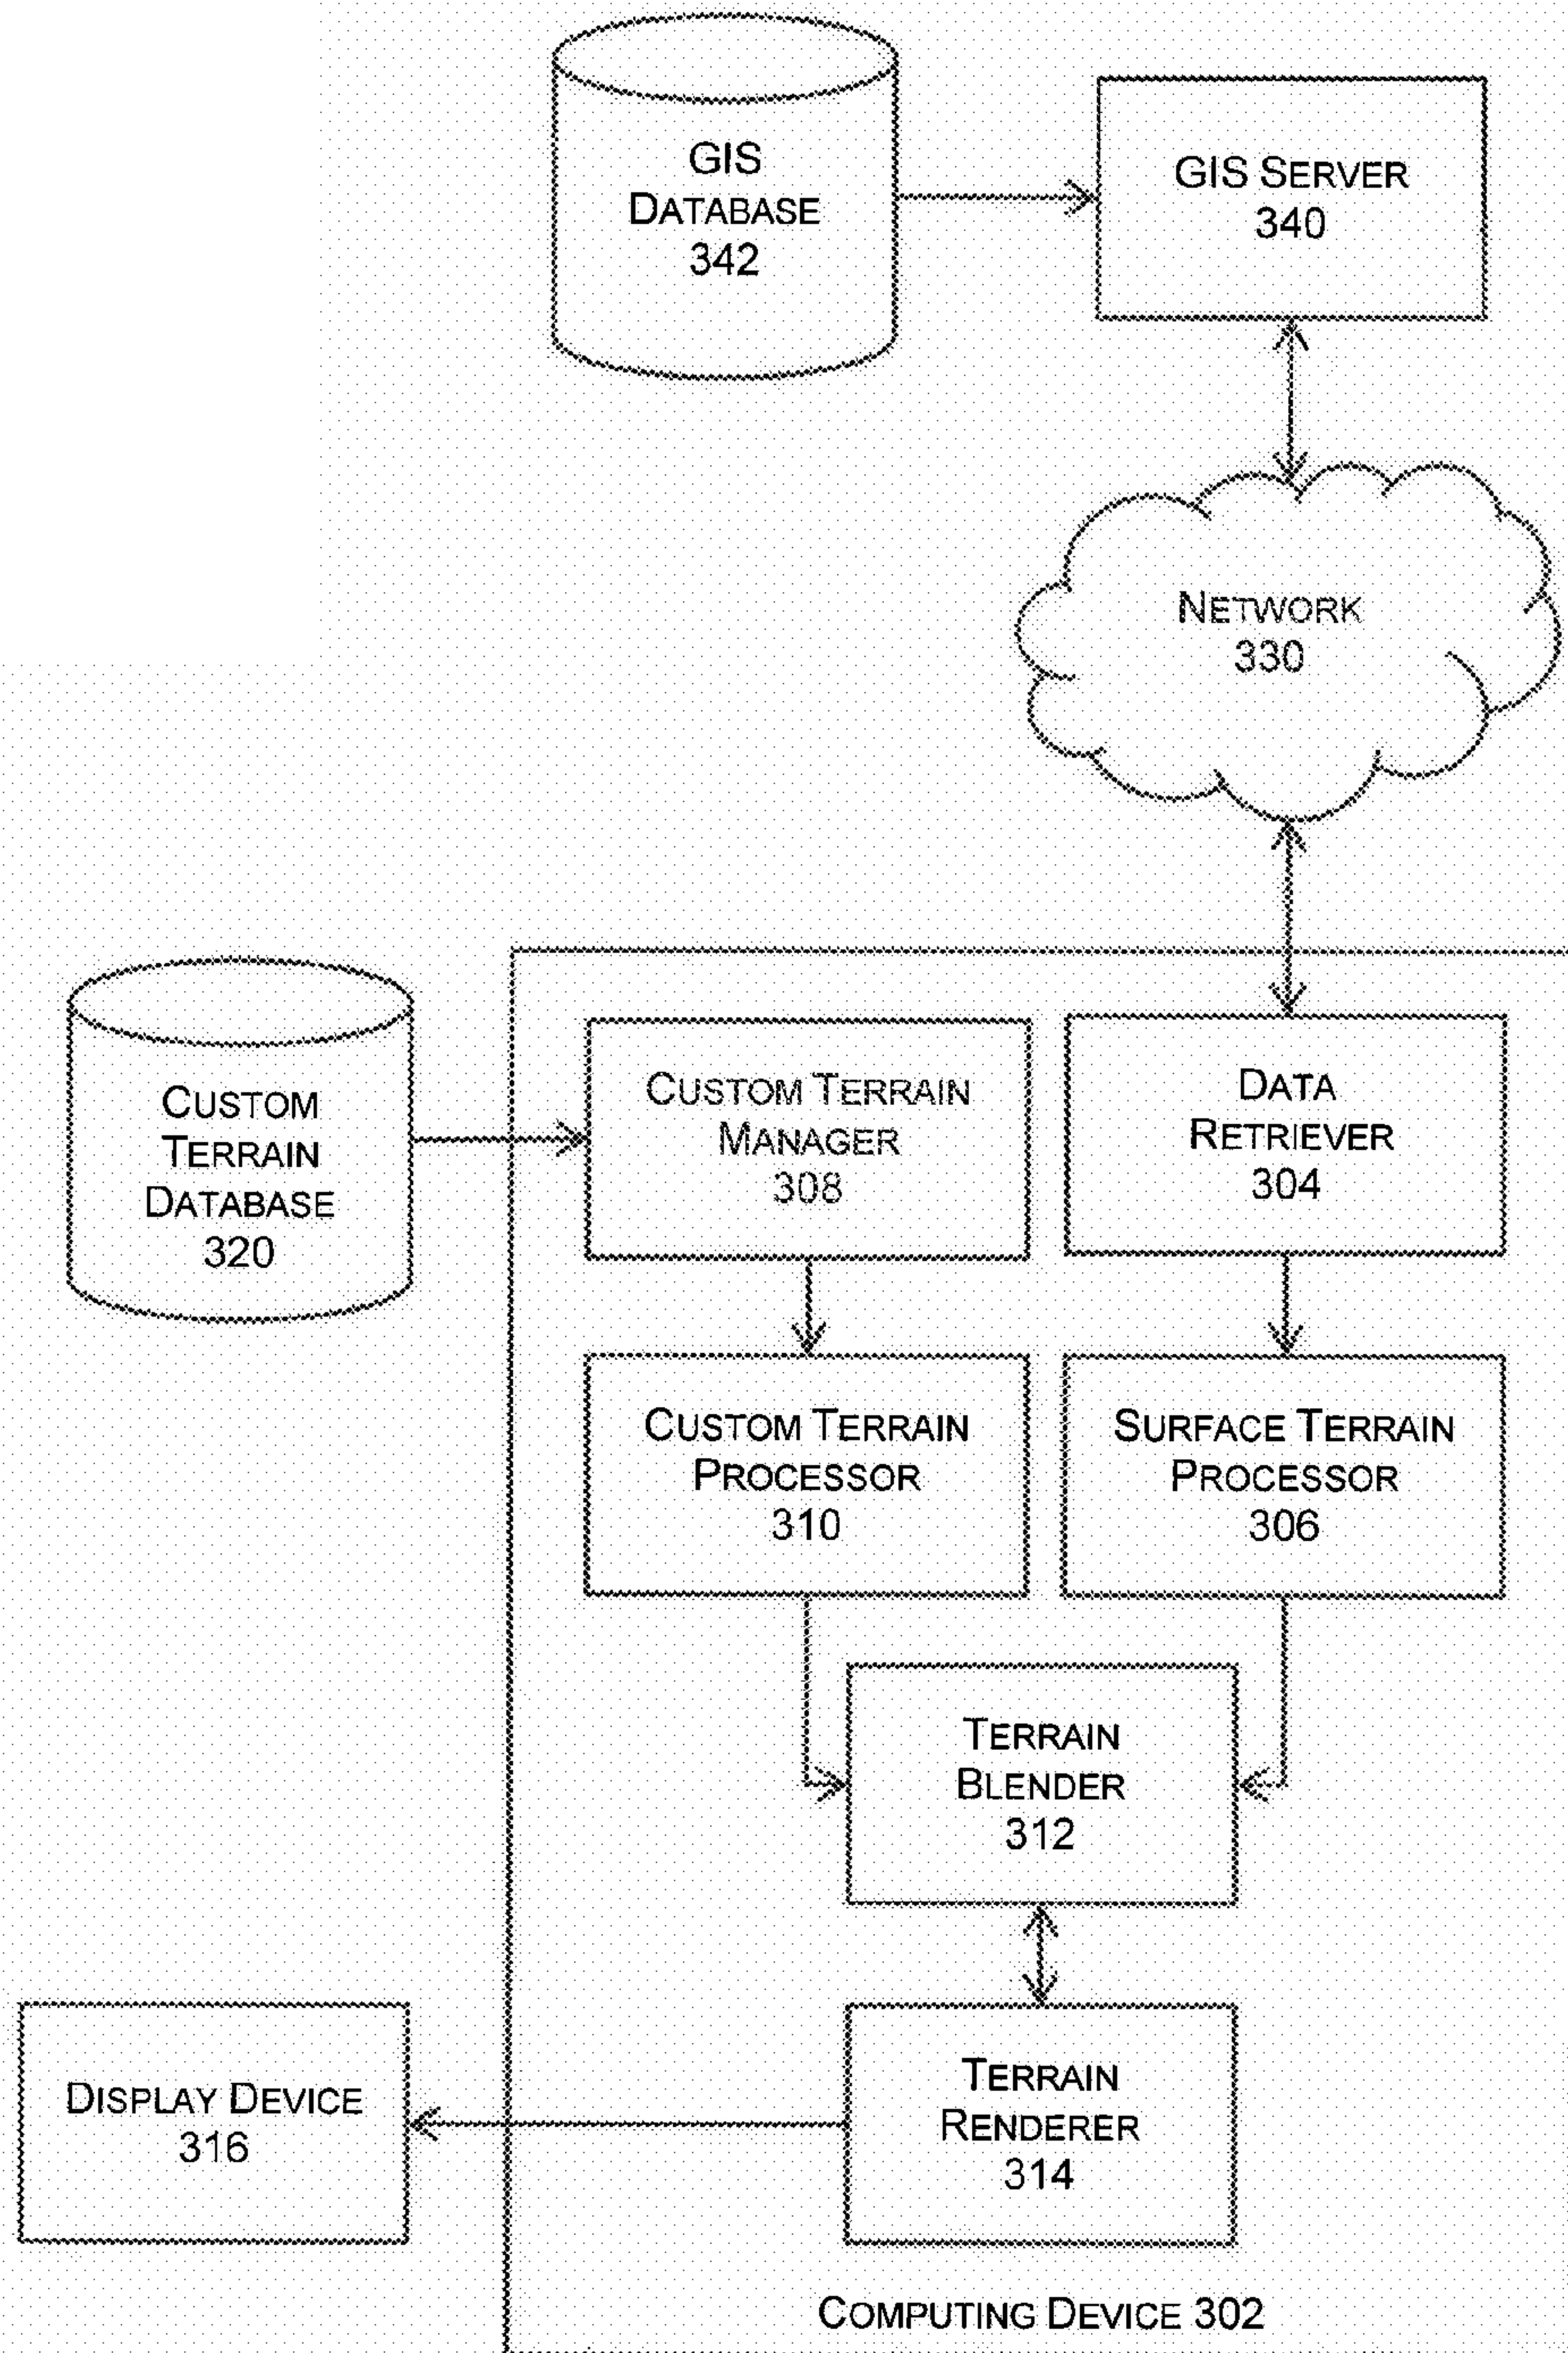 GIS
DATABASE
342
GIS SERVER
340
NETWORK
330
CUSTOM
TERRAIN
DATABASE
320
CUSTOM TERRAIN
MANAGER
308
DATA
RETRIEVER
304
CUSTOM TERRAIN
PROCESSOR
310
SURFACE TERRAIN
PROCESSOR
306
TERRAIN
BLENDER
312
DISPLAY DEVICE
316
TERRAIN
RENDERER
314
COMPUTING DEVICE 302